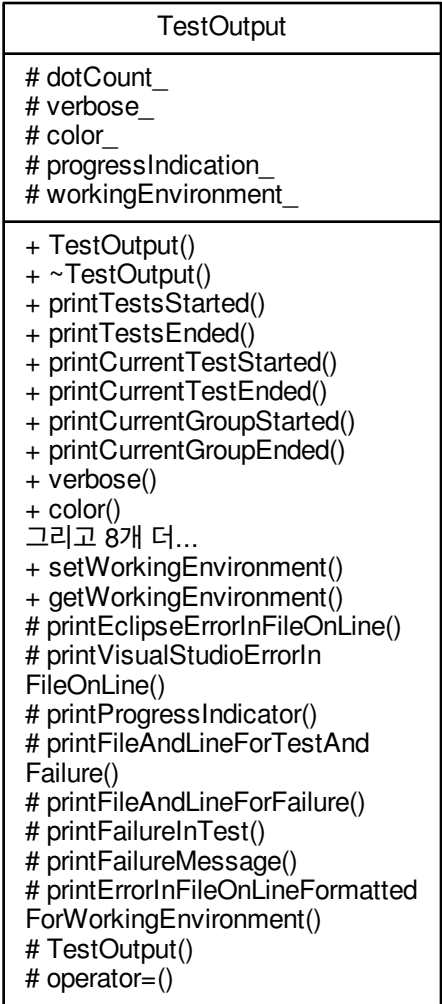 TestOutput
# dotCount_
# verbose_
# color_
# progressIndication_
# workingEnvironment_
+ TestOutput()
+ ~TestOutput()
+ printTestsStarted()
+ printTestsEnded()
+ printCurrentTestStarted()
+ printCurrentTestEnded()
+ printCurrentGroupStarted()
+ printCurrentGroupEnded()
+ verbose()
+ color()
그리고 8개 더...
+ setWorkingEnvironment()
+ getWorkingEnvironment()
# printEclipseErrorInFileOnLine()
# printVisualStudioErrorIn
FileOnLine()
# printProgressIndicator()
# printFileAndLineForTestAnd
Failure()
# printFileAndLineForFailure()
# printFailureInTest()
# printFailureMessage()
# printErrorInFileOnLineFormatted
ForWorkingEnvironment()
# TestOutput()
# operator=()